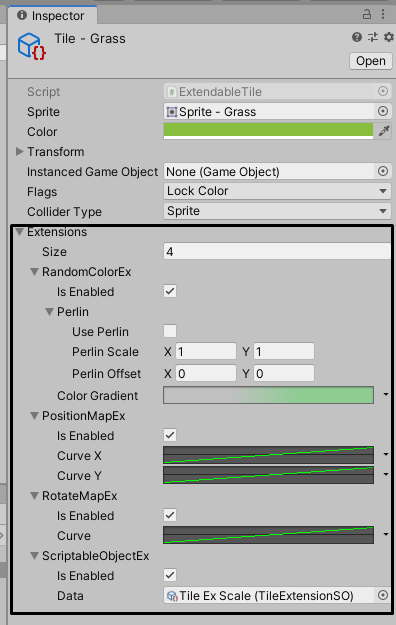 Inspector
Tile - Grass
Open
Script ExtendableTile
Sprite Sprite - Grass
Color
Transform
Instanced Game Object None (Game Object)
Flags Lock Color
Collider Type Sprite
Extensions
Size 4
RandomColorEx
Is Enabled
Perlin
Use Perlin
Perlin Scale X 1 Y 1
Perlin Offset X 0 Y 0
Color Gradient
PositionMapEx
Is Enabled
Curve X
Curve Y
RotateMapEx
Is Enabled
Curve
ScriptableObjectEx
Is Enabled
Data Tile Ex Scale (TileExtensionSO)